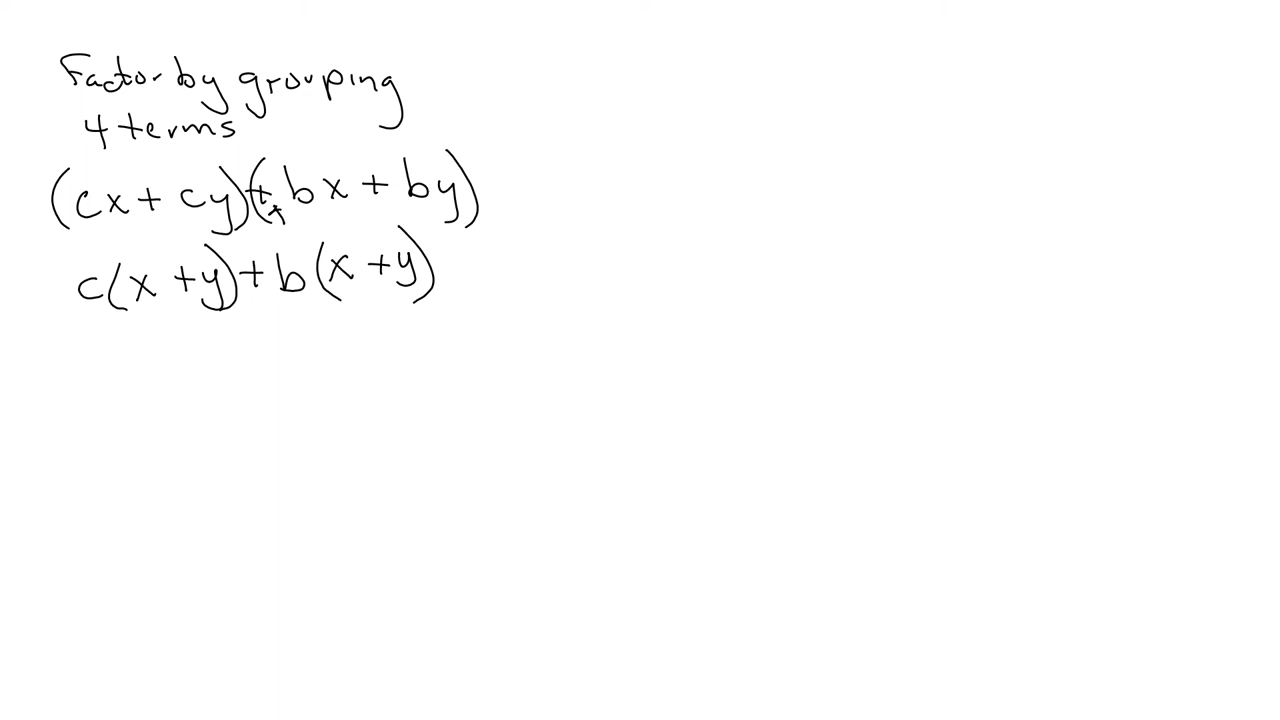 Factor by grouping
4 terms
(cx + cy) + (+ bx + by)
c(x + y) + b(x + y)